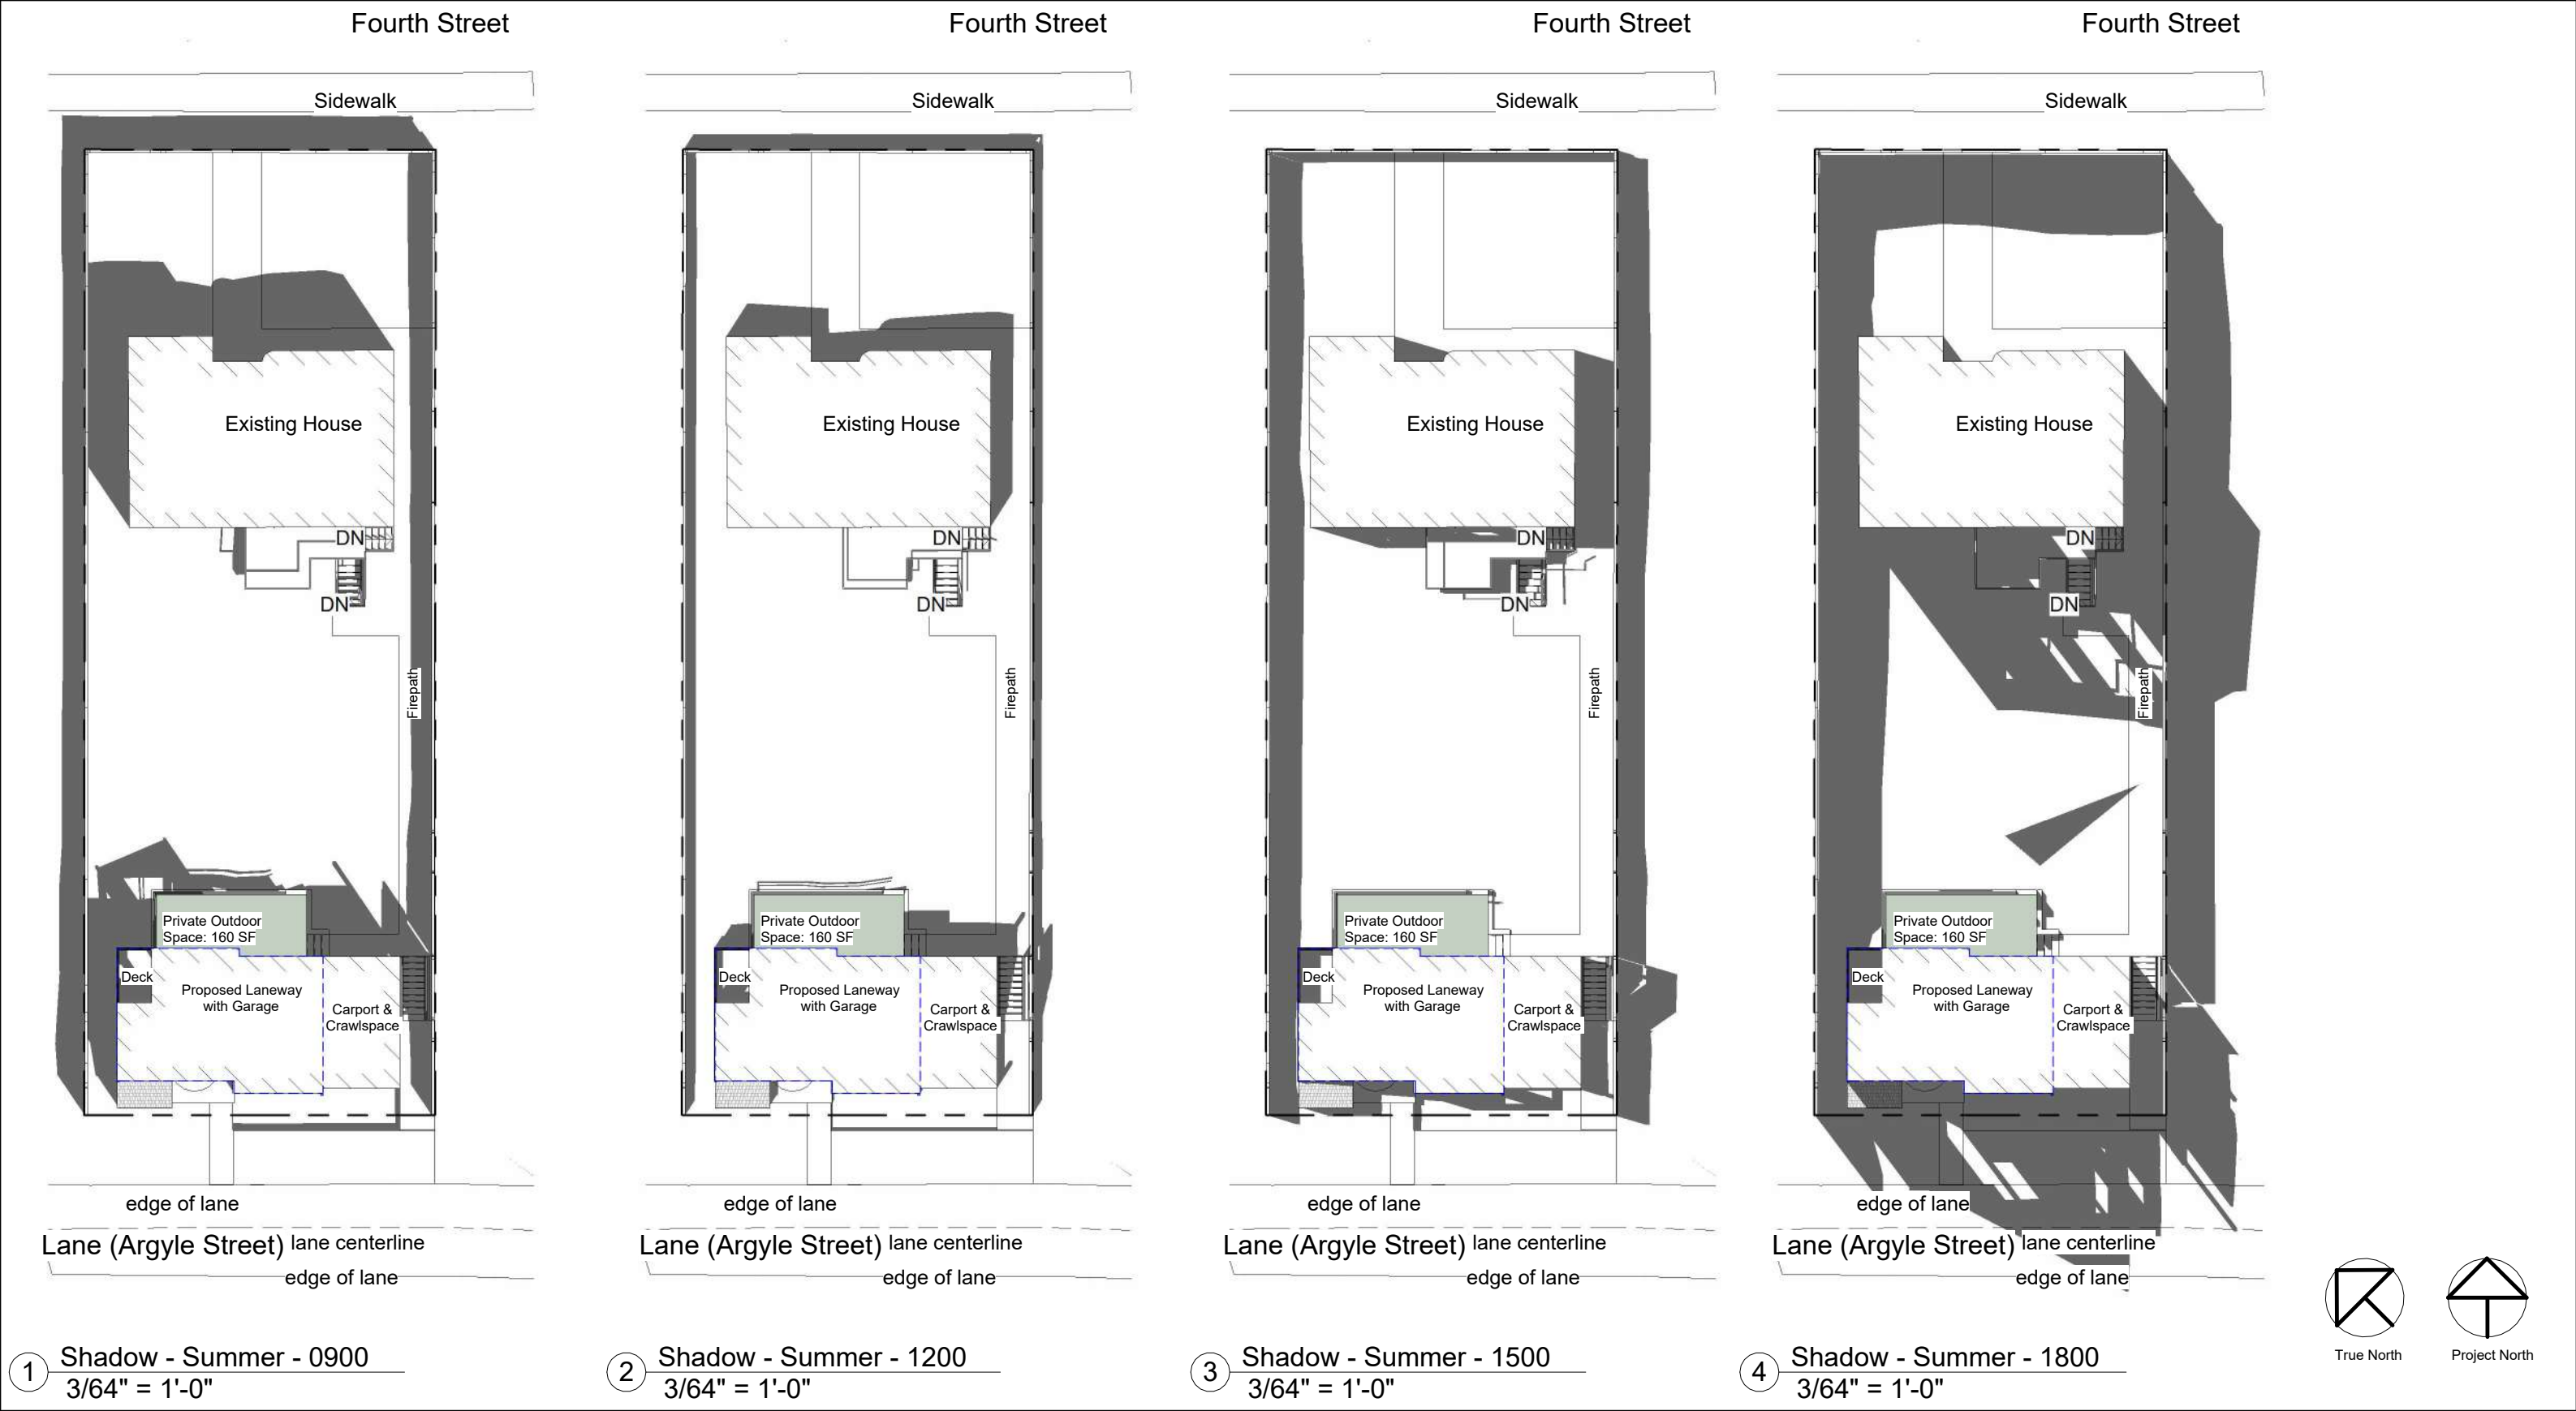 Fourth Street
Sidewalk
Existing House
DN
DN
Firepath
Private Outdoor
Space: 160 SF
Deck
Proposed Laneway
with Garage
Carport &
Crawlspace
edge of lane
Lane (Argyle Street) lane centerline
edge of lane
1 Shadow - Summer - 0900
3/64" = 1'-0"
Fourth Street
Sidewalk
Existing House
DN
DN
Firepath
Private Outdoor
Space: 160 SF
Deck
Proposed Laneway
with Garage
Carport &
Crawlspace
edge of lane
Lane (Argyle Street) lane centerline
edge of lane
2 Shadow - Summer - 1200
3/64" = 1'-0"
Fourth Street
Sidewalk
Existing House
DN
DN
Firepath
Private Outdoor
Space: 160 SF
Deck
Proposed Laneway
with Garage
Carport &
Crawlspace
edge of lane
Lane (Argyle Street) lane centerline
edge of lane
3 Shadow - Summer - 1500
3/64" = 1'-0"
Fourth Street
Sidewalk
Existing House
DN
DN
Firepath
Private Outdoor
Space: 160 SF
Deck
Proposed Laneway
with Garage
Carport &
Crawlspace
edge of lane
Lane (Argyle Street) lane centerline
edge of lane
4 Shadow - Summer - 1800
3/64" = 1'-0"
True North
Project North